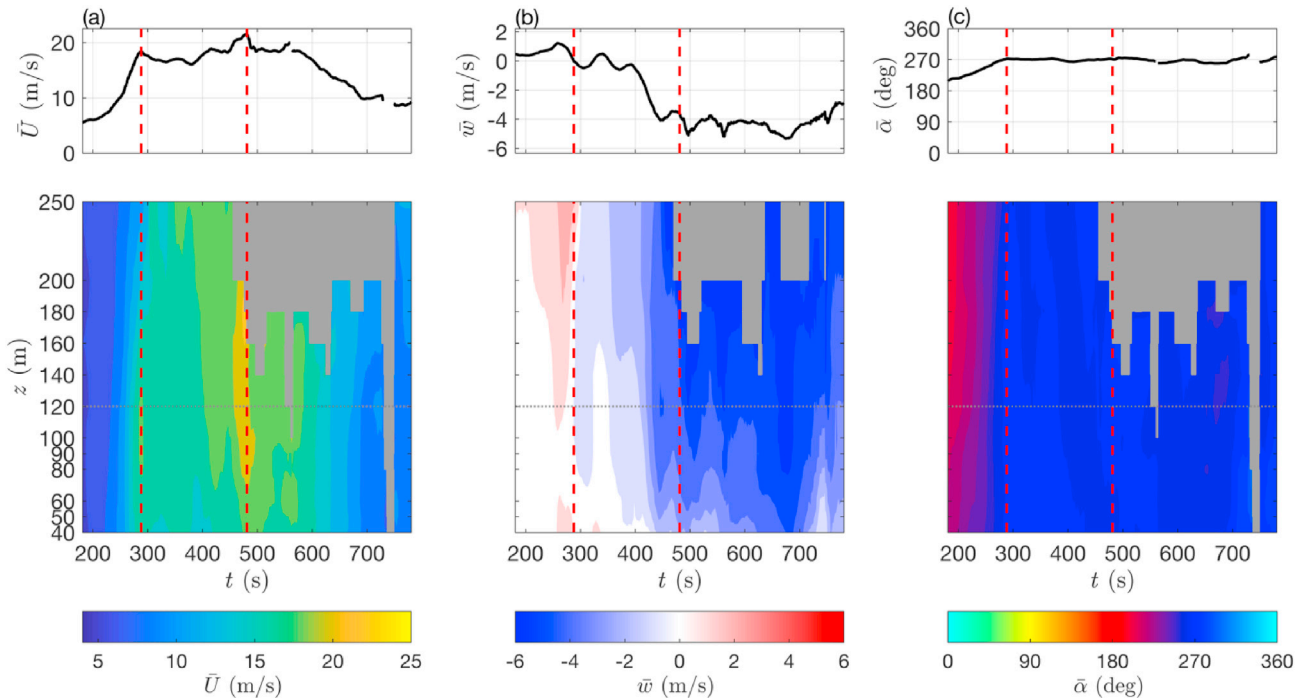 (a)
20
10
0
Ū (m/s)
(b)
2
0
-2
-4
-6
w̄ (m/s)
(c)
360
270
180
90
0
ᾱ (deg)
250
200
180
160
140
120
100
90
80
60
50
40
z (m)
200 300 400 500 600 700
t (s)
200 300 400 500 600 700
t (s)
200 300 400 500 600 700
t (s)
5 10 15 20 25
Ū (m/s)
-6 -4 -2 0 2 4 6
w̄ (m/s)
0 90 180 270 360
ᾱ (deg)